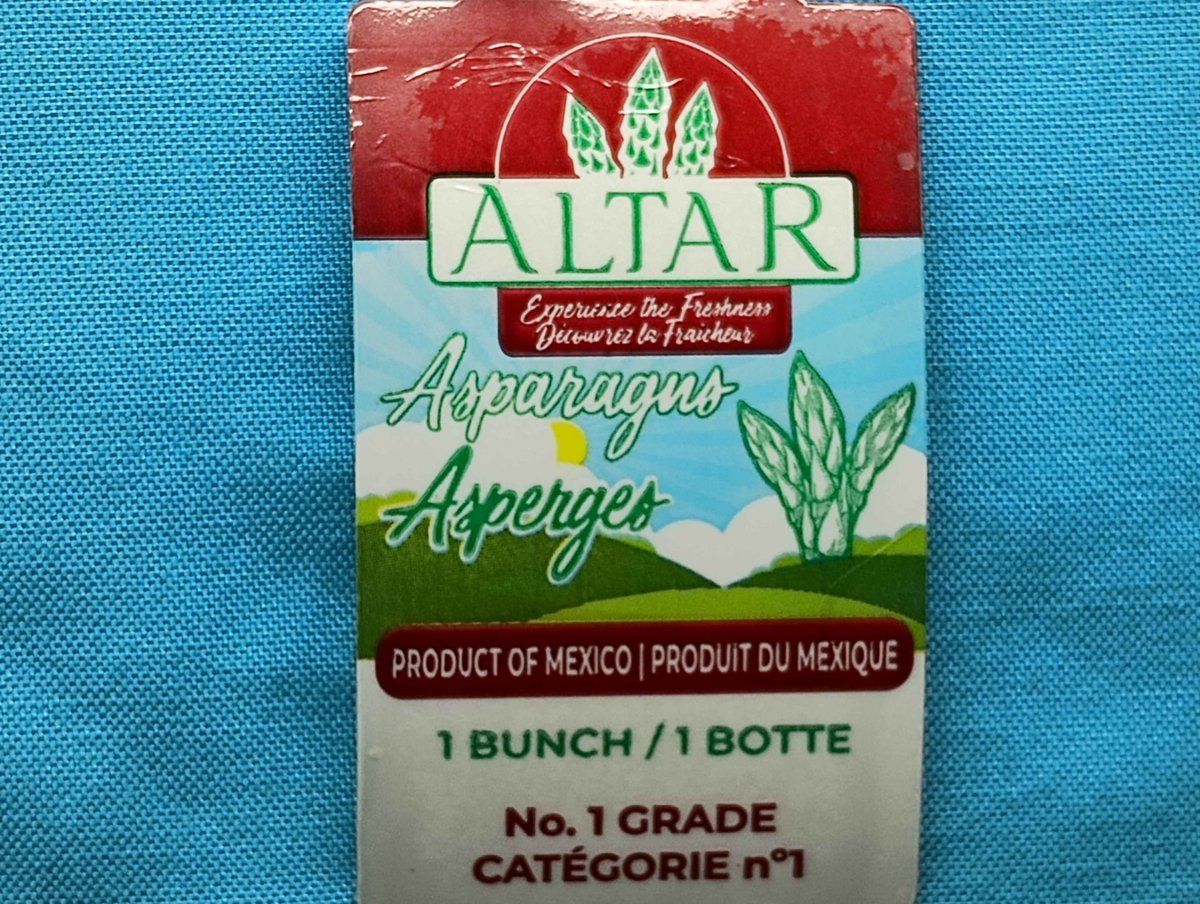 ALTAR
Experience the Freshness
Découvrez la Fraîcheur
Asparagus
Asperges
PRODUCT OF MEXICO | PRODUIT DU MEXIQUE
1 BUNCH / 1 BOTTE
No. 1 GRADE
CATÉGORIE nº1